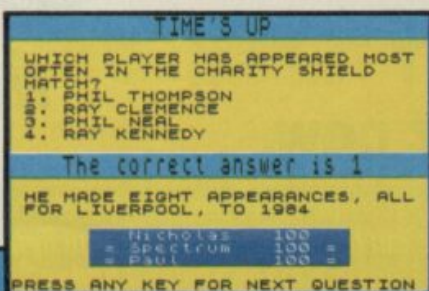 TIME'S UP
WHICH PLAYER HAS APPEARED MOST
OFTEN IN THE CHARITY SHIELD
MATCH?
1. PHIL THOMPSON
2. RAY CLEMENCE
3. PHIL NEAL
4. RAY KENNEDY
The correct answer is 1
HE MADE EIGHT APPEARANCES, ALL
FOR LIVERPOOL, TO 1984
Nicholas 100
= Spectrum 100 =
= Paul 100 =
PRESS ANY KEY FOR NEXT QUESTION